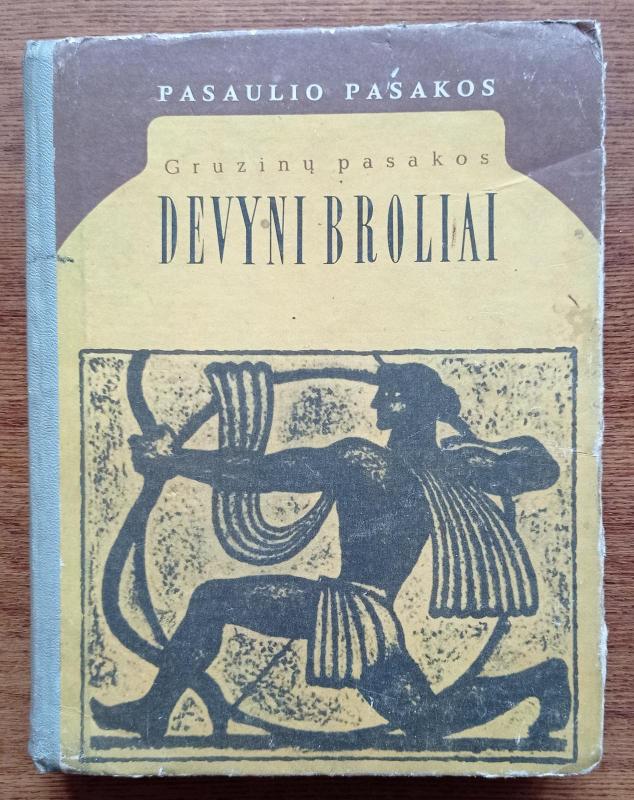 PASAULIO PASAKOS
Gruzinų pasakos
DEVYNI BROLIAI